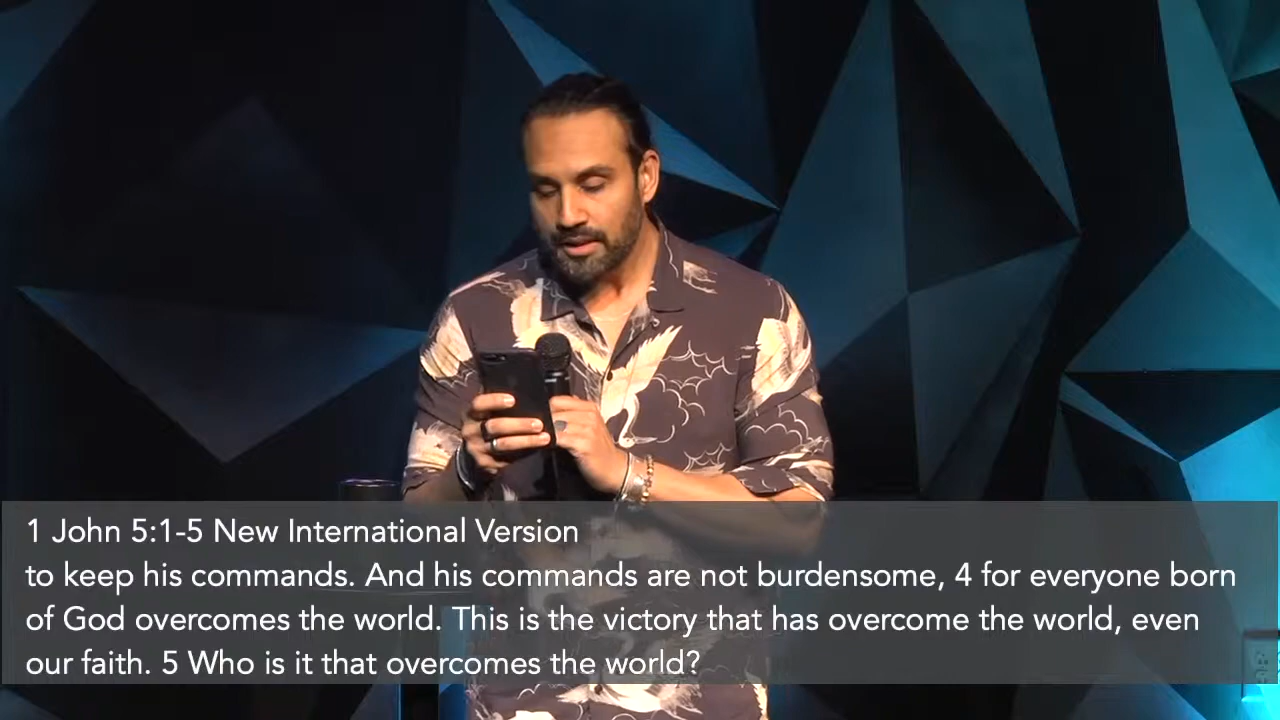 1 John 5:1-5 New International Version
to keep his commands. And his commands are not burdensome, 4 for everyone born
of God overcomes the world. This is the victory that has overcome the world, even
our faith. 5 Who is it that overcomes the world?